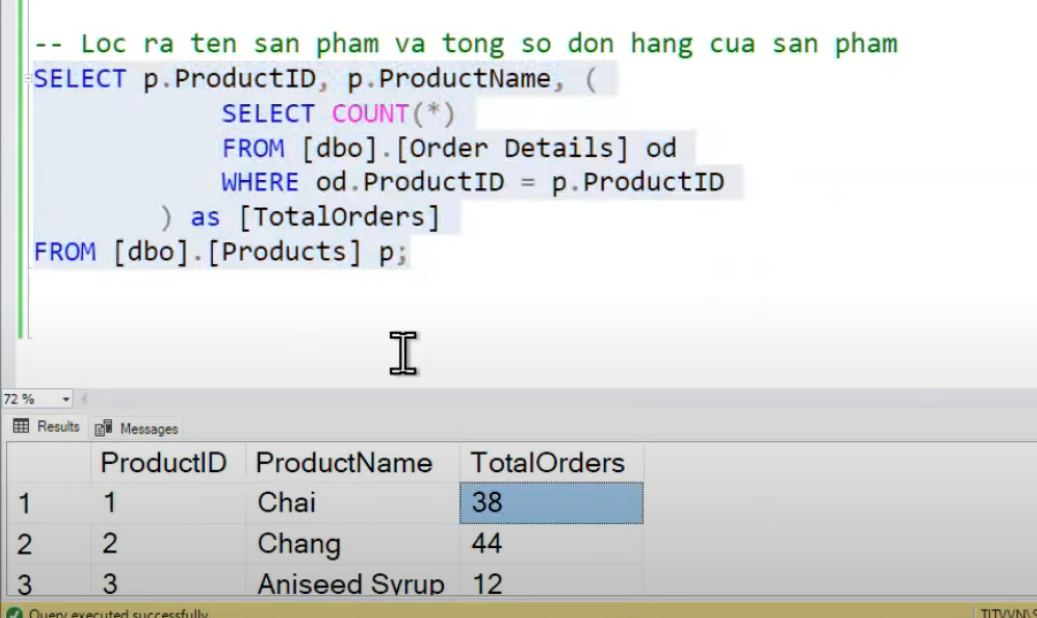 -- Loc ra ten san pham va tong so don hang cua san pham
SELECT p.ProductID, p.ProductName, (
SELECT COUNT(*)
FROM [dbo].[Order Details] od
WHERE od.ProductID = p.ProductID
) as [TotalOrders]
FROM [dbo].[Products] p;
72 %
Results Messages
ProductID ProductName TotalOrders
1 1 Chai 38
2 2 Chang 44
3 3 Aniseed Syrup 12
Query executed successfully